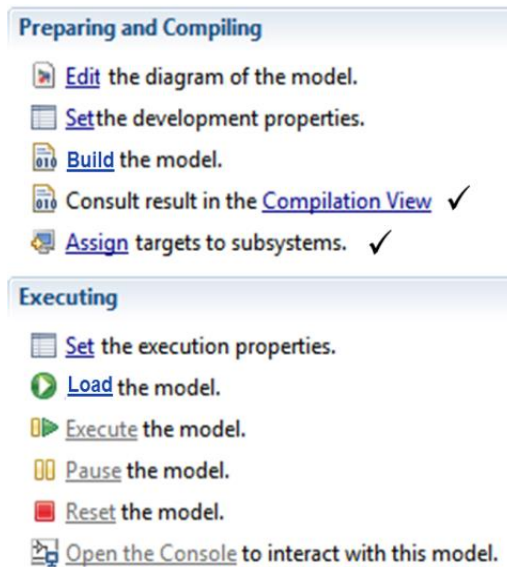 Preparing and Compiling
Edit the diagram of the model.
Setthe development properties.
Build the model.
Consult result in the Compilation View ✓
Assign targets to subsystems. ✓
Executing
Set the execution properties.
Load the model.
Execute the model.
Pause the model.
Reset the model.
Open the Console to interact with this model.